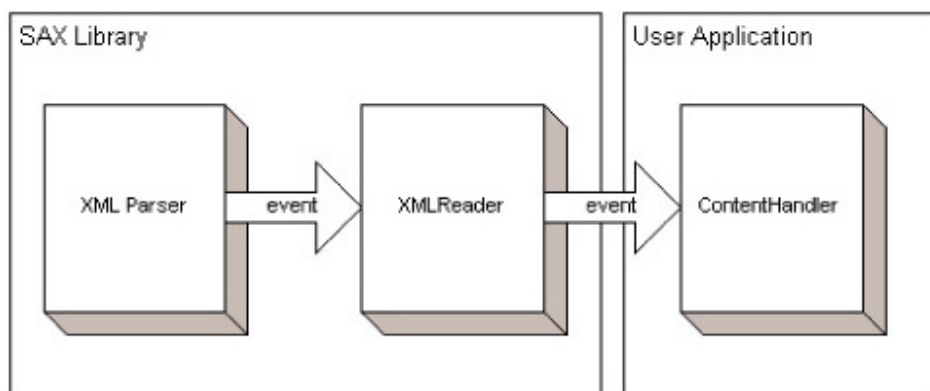 SAX Library
User Application
XML Parser
event
XMLReader
event
ContentHandler